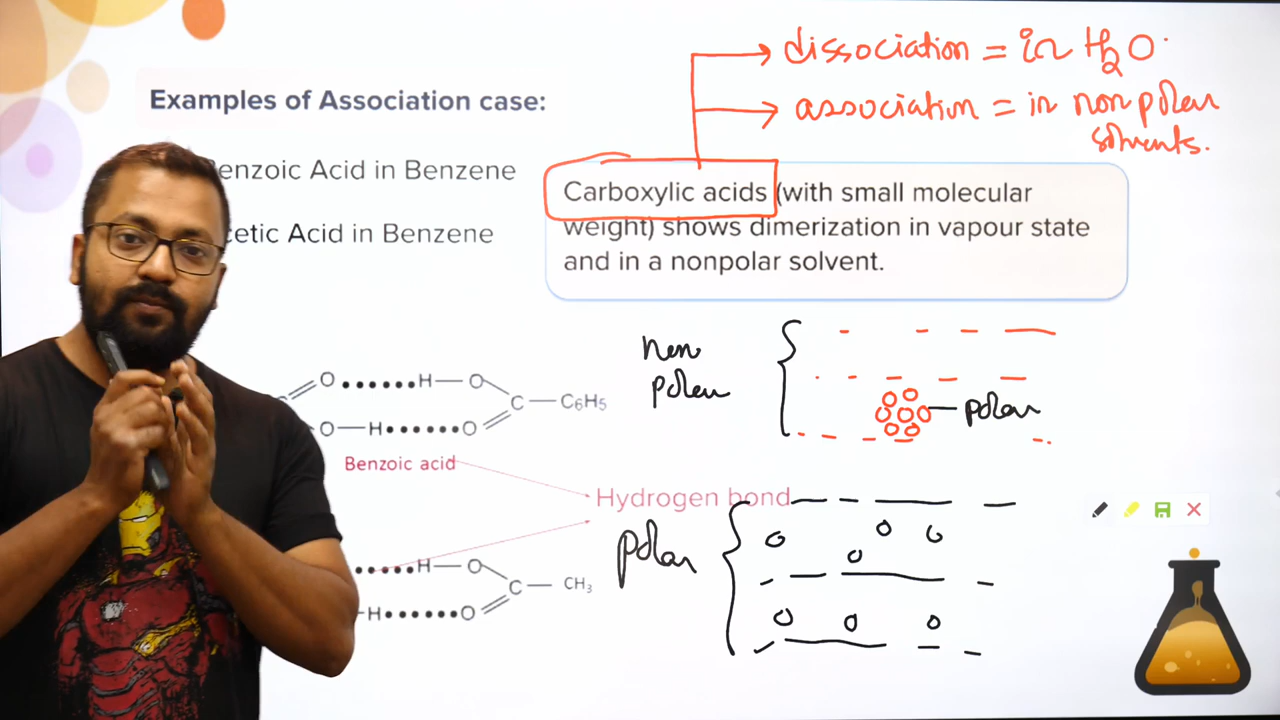 dissociation = in H₂O.
Examples of Association case:
association = in non polar
solvents.
enzoic Acid in Benzene
cetic Acid in Benzene
Carboxylic acids (with small molecular
weight) shows dimerization in vapour state
and in a nonpolar solvent.
non
polar
polar
O H O
C C₆H₅
O H O
Benzoic acid
Hydrogen bond
polar
H O
C CH₃
H O